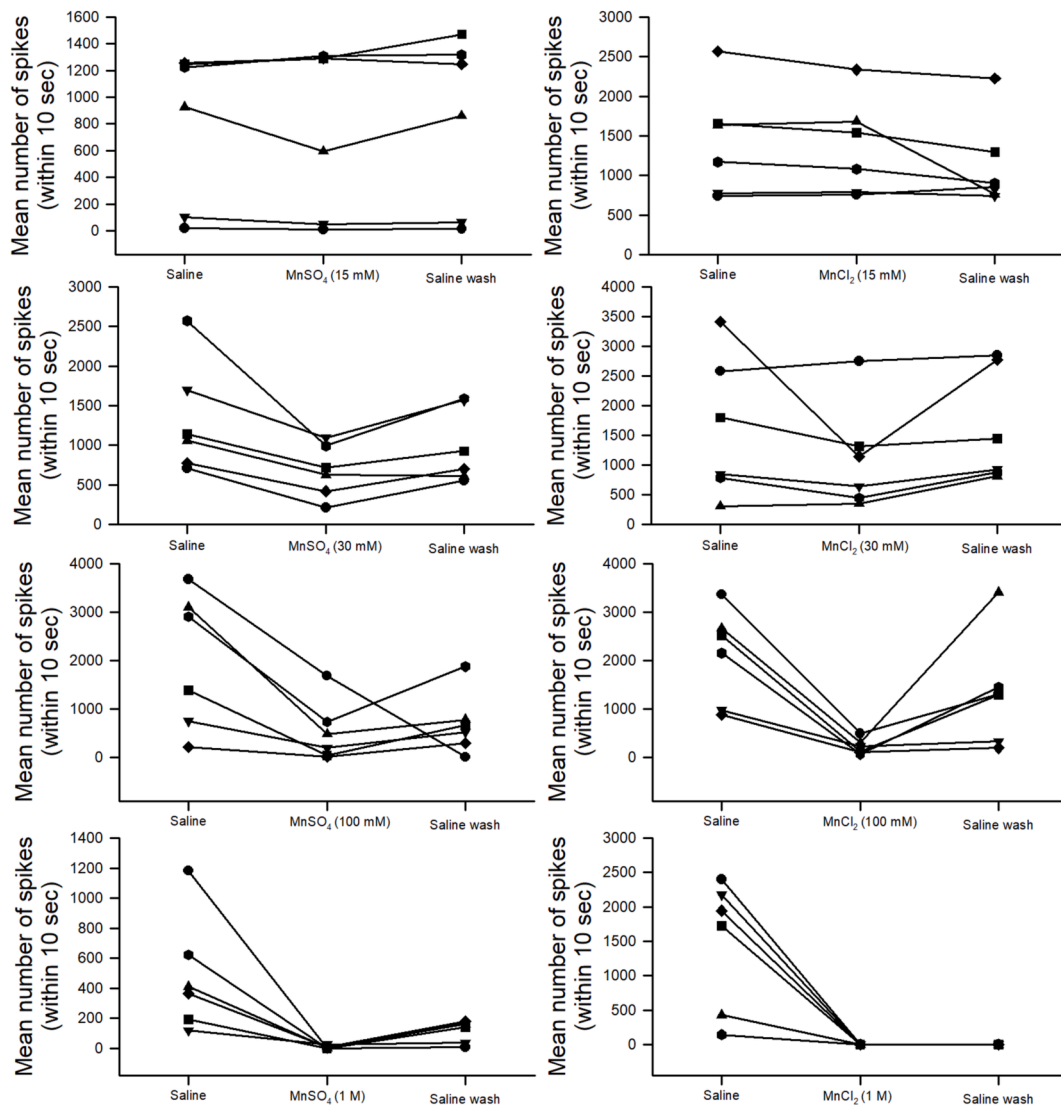 Mean number of spikes
(within 10 sec)
1600
1400
1200
1000
800
600
400
200
0
Saline
MnSO₄ (15 mM)
Saline wash
Mean number of spikes
(within 10 sec)
3000
2500
2000
1500
1000
500
0
Saline
MnCl₂ (15 mM)
Saline wash
Mean number of spikes
(within 10 sec)
3000
2500
2000
1500
1000
500
0
Saline
MnSO₄ (30 mM)
Saline wash
Mean number of spikes
(within 10 sec)
4000
3500
3000
2500
2000
1500
1000
500
0
Saline
MnCl₂ (30 mM)
Saline wash
Mean number of spikes
(within 10 sec)
4000
3000
2000
1000
0
Saline
MnSO₄ (100 mM)
Saline wash
Mean number of spikes
(within 10 sec)
4000
3000
2000
1000
0
Saline
MnCl₂ (100 mM)
Saline wash
Mean number of spikes
(within 10 sec)
1400
1200
1000
800
600
400
200
0
Saline
MnSO₄ (1 M)
Saline wash
Mean number of spikes
(within 10 sec)
3000
2500
2000
1500
1000
500
0
Saline
MnCl₂ (1 M)
Saline wash